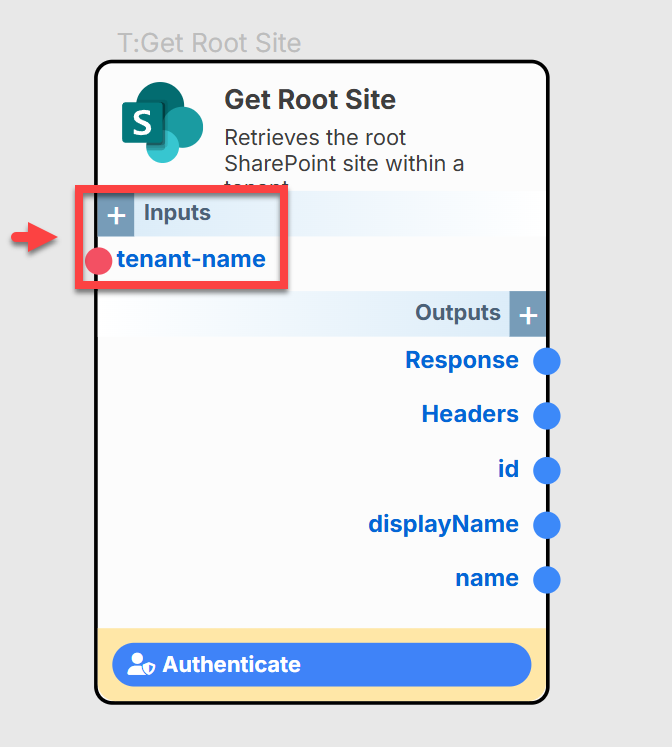 T:Get Root Site
S
Get Root Site
Retrieves the root
SharePoint site within a
tenant
+ Inputs
tenant-name
Outputs +
Response
Headers
id
displayName
name
Authenticate